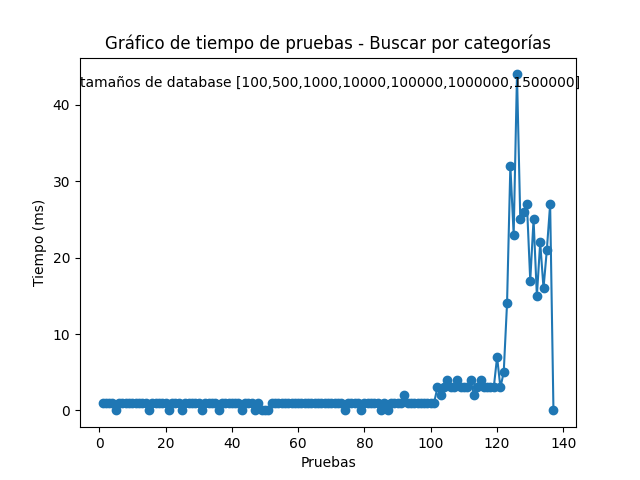 Gráfico de tiempo de pruebas - Buscar por categorías
tamaños de database [100,500,1000,10000,100000,1000000,1500000]
40
30
20
10
0
Tiempo (ms)
0 20 40 60 80 100 120 140
Pruebas